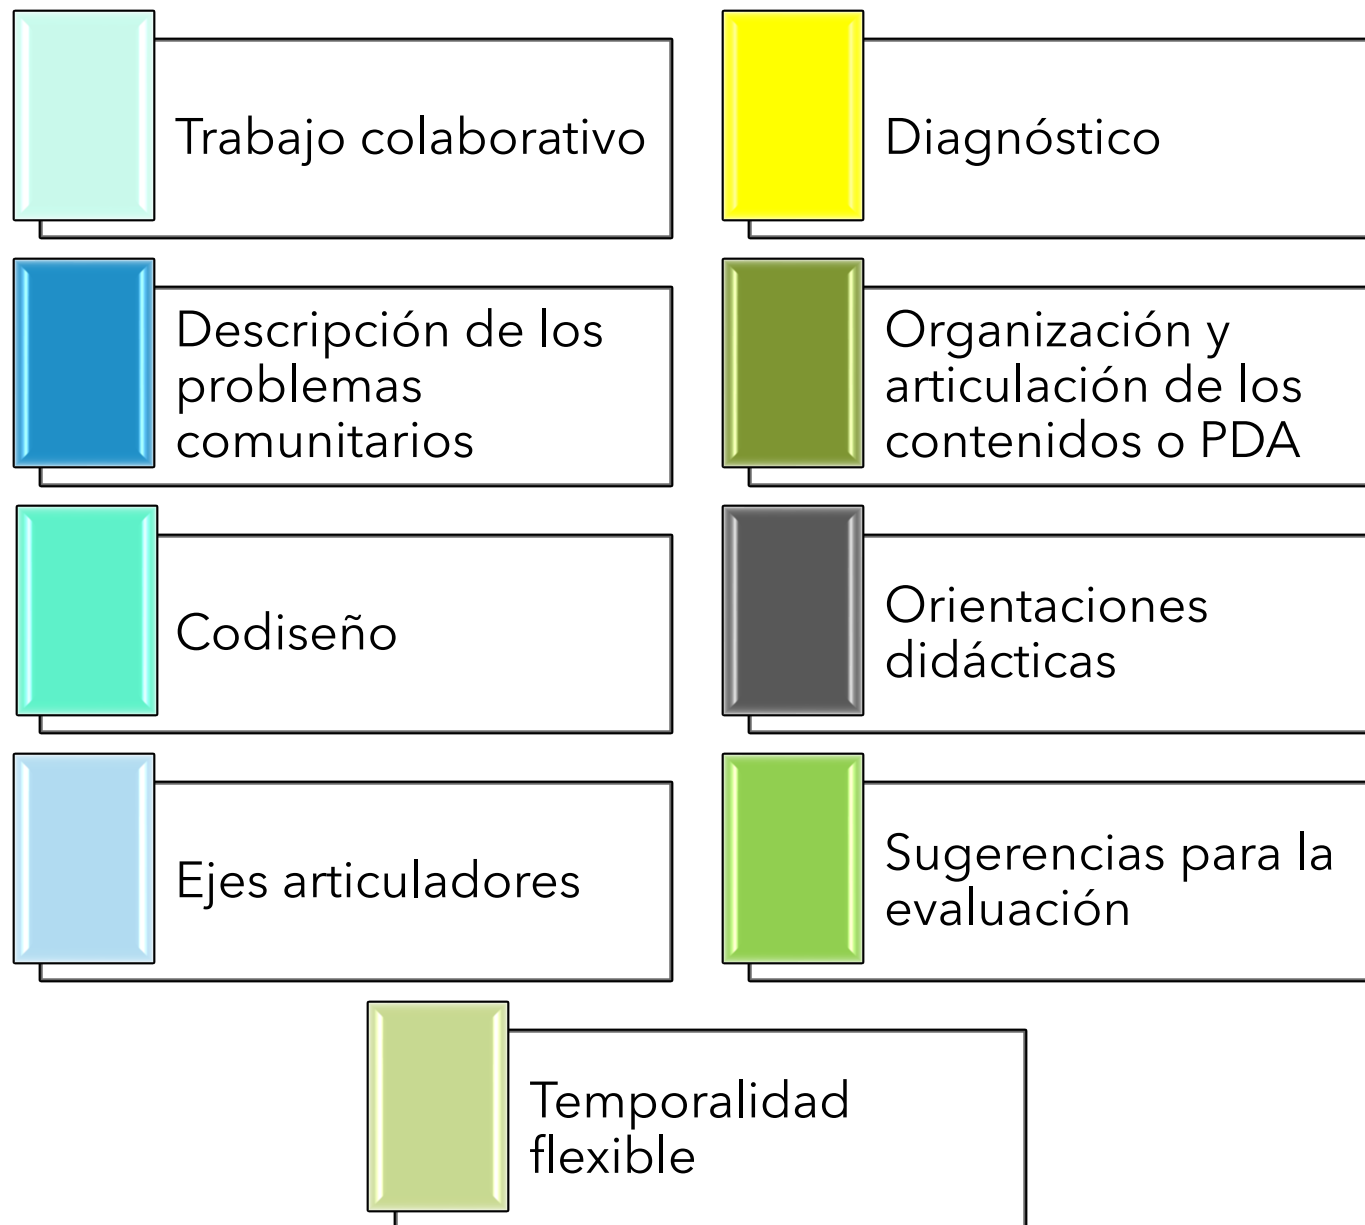 Trabajo colaborativo
Diagnóstico
Descripción de los
problemas
comunitarios
Organización y
articulación de los
contenidos o PDA
Codiseño
Orientaciones
didácticas
Ejes articuladores
Sugerencias para la
evaluación
Temporalidad
flexible